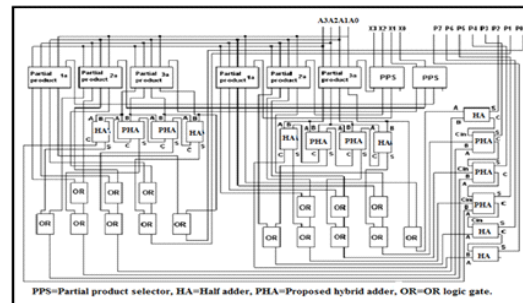 A3A2A1A0 X3 X2 X1 X0 P7 P6 P5 P4 P3 P2 P1 P0
Partial product 1a Partial product 2a Partial product 3a Partial product 1a Partial product 2a Partial product 3a PPS PPS
A B A B A B A B A B A B A B A B
HA PHA PHA HA HA PHA PHA HA
C S C S
A HA S
B C
Cin PHA S
A B C
A PHA S
B C
Cin PHA S
A B
Cin HA S
A C
HA S
B C
OR OR OR OR
OR OR OR OR
OR OR OR OR OR OR
OR OR
PPS=Partial product selector, HA=Half adder, PHA=Proposed hybrid adder, OR=OR logic gate.